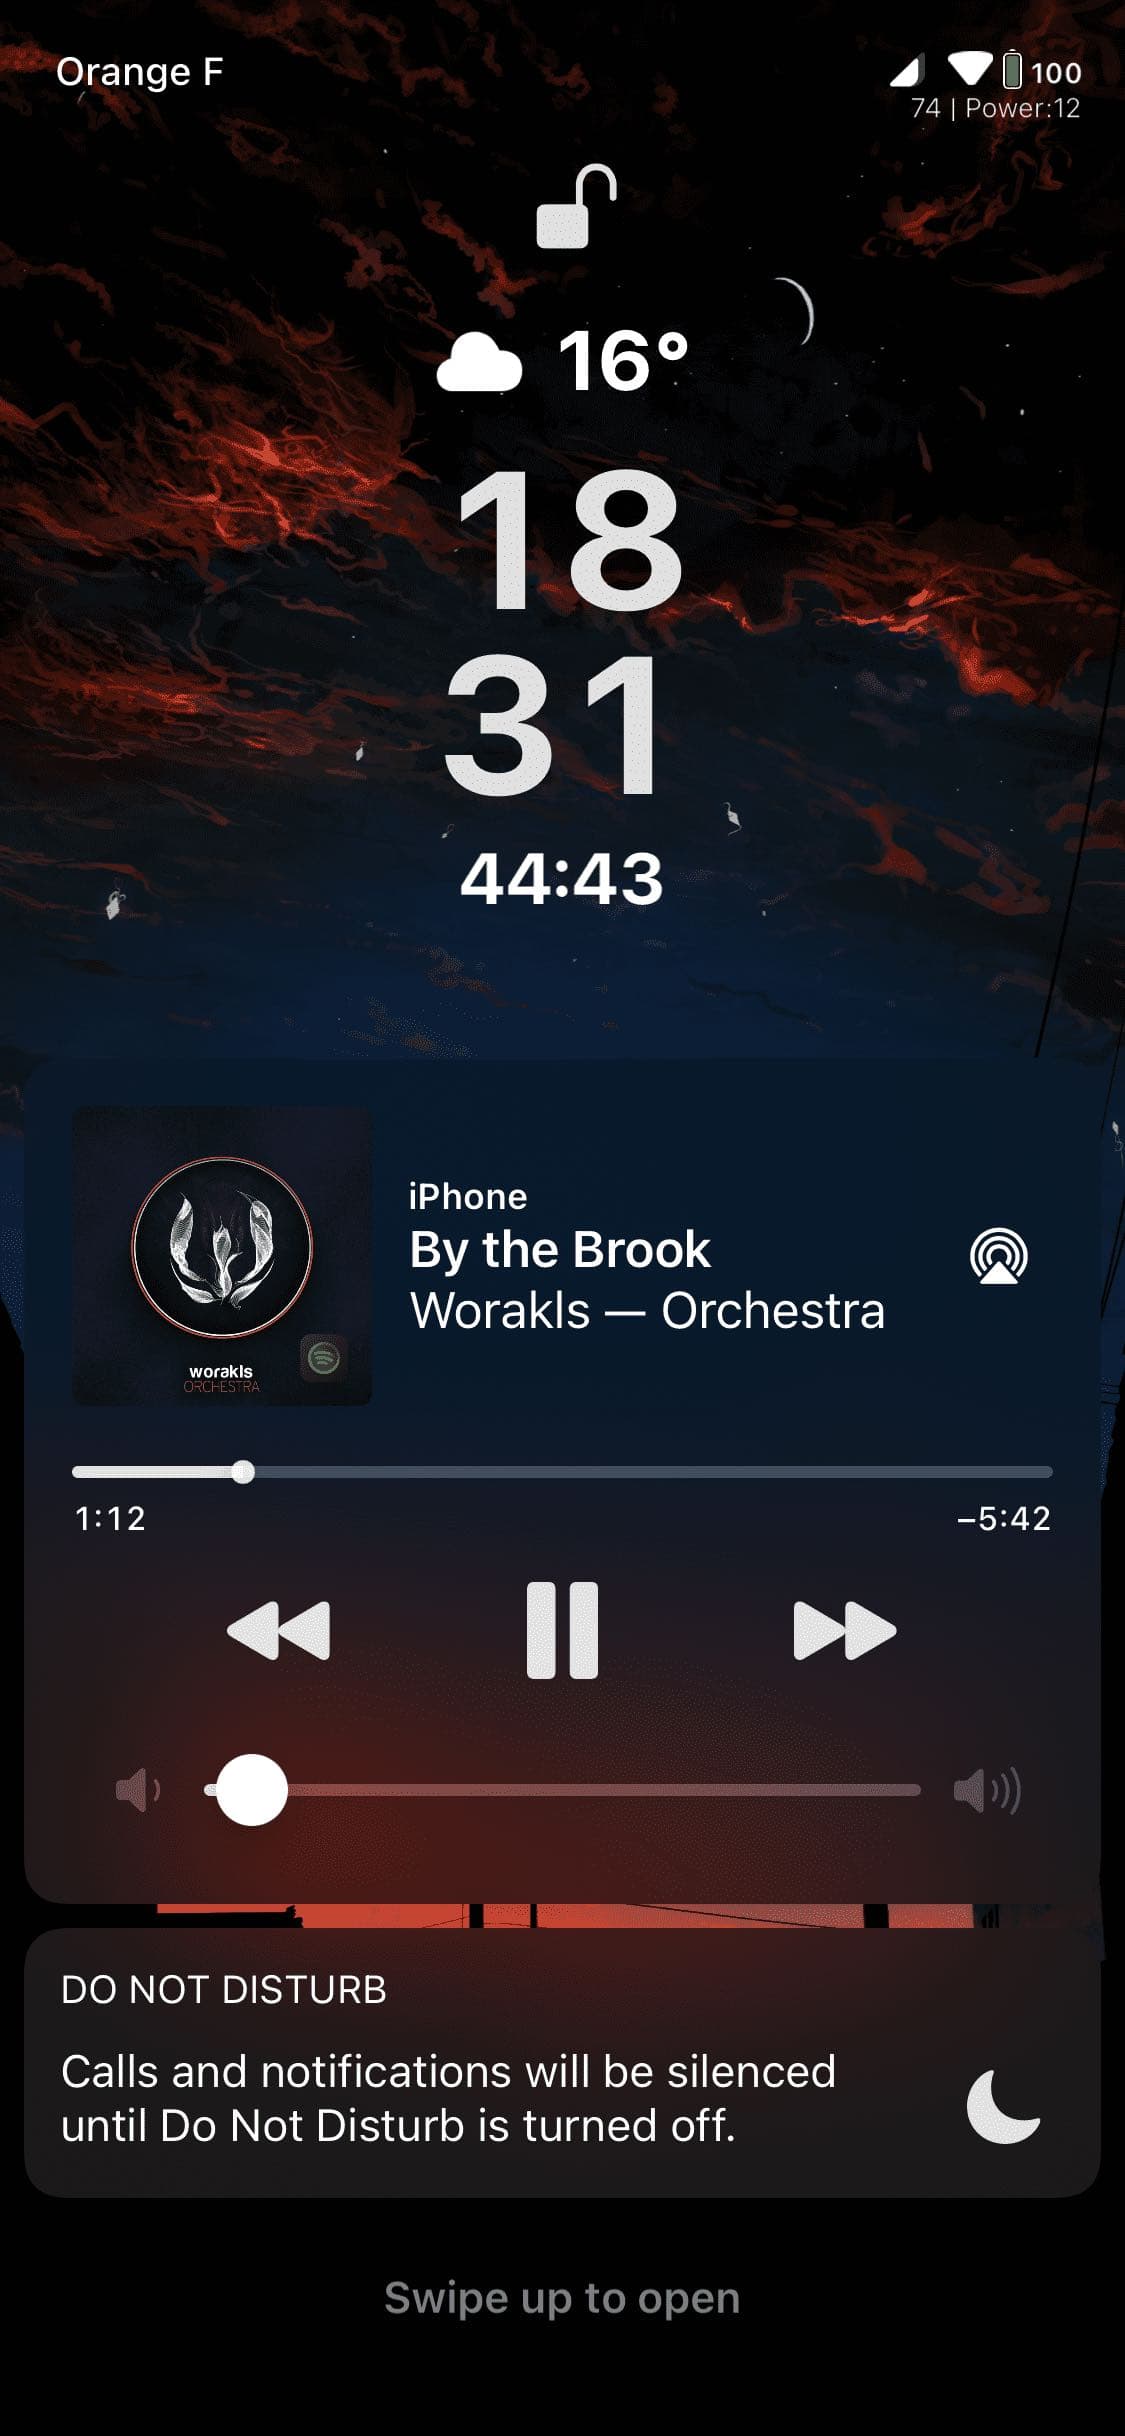 Orange F
100
74 | Power:12
16°
18
31
44:43
iPhone
By the Brook
Worakls — Orchestra
worakls
ORCHESTRA
1:12
–5:42
DO NOT DISTURB
Calls and notifications will be silenced
until Do Not Disturb is turned off.
Swipe up to open